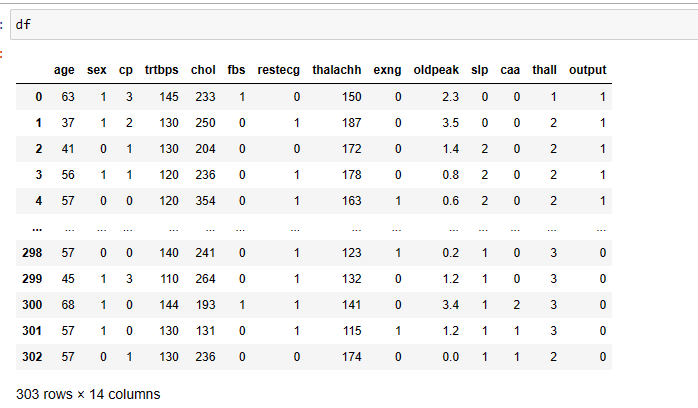 : df
:
age sex cp trtbps chol fbs restecg thalachh exng oldpeak slp caa thall output
0 63 1 3 145 233 1 0 150 0 2.3 0 0 1 1
1 37 1 2 130 250 0 1 187 0 3.5 0 0 2 1
2 41 0 1 130 204 0 0 172 0 1.4 2 0 2 1
3 56 1 1 120 236 0 1 178 0 0.8 2 0 2 1
4 57 0 0 120 354 0 1 163 1 0.6 2 0 2 1
... ... ... ... ... ... ... ... ... ... ... ... ... ... ...
298 57 0 0 140 241 0 1 123 1 0.2 1 0 3 0
299 45 1 3 110 264 0 1 132 0 1.2 1 0 3 0
300 68 1 0 144 193 1 1 141 0 3.4 1 2 3 0
301 57 1 0 130 131 0 1 115 1 1.2 1 1 3 0
302 57 0 1 130 236 0 0 174 0 0.0 1 1 2 0
303 rows × 14 columns